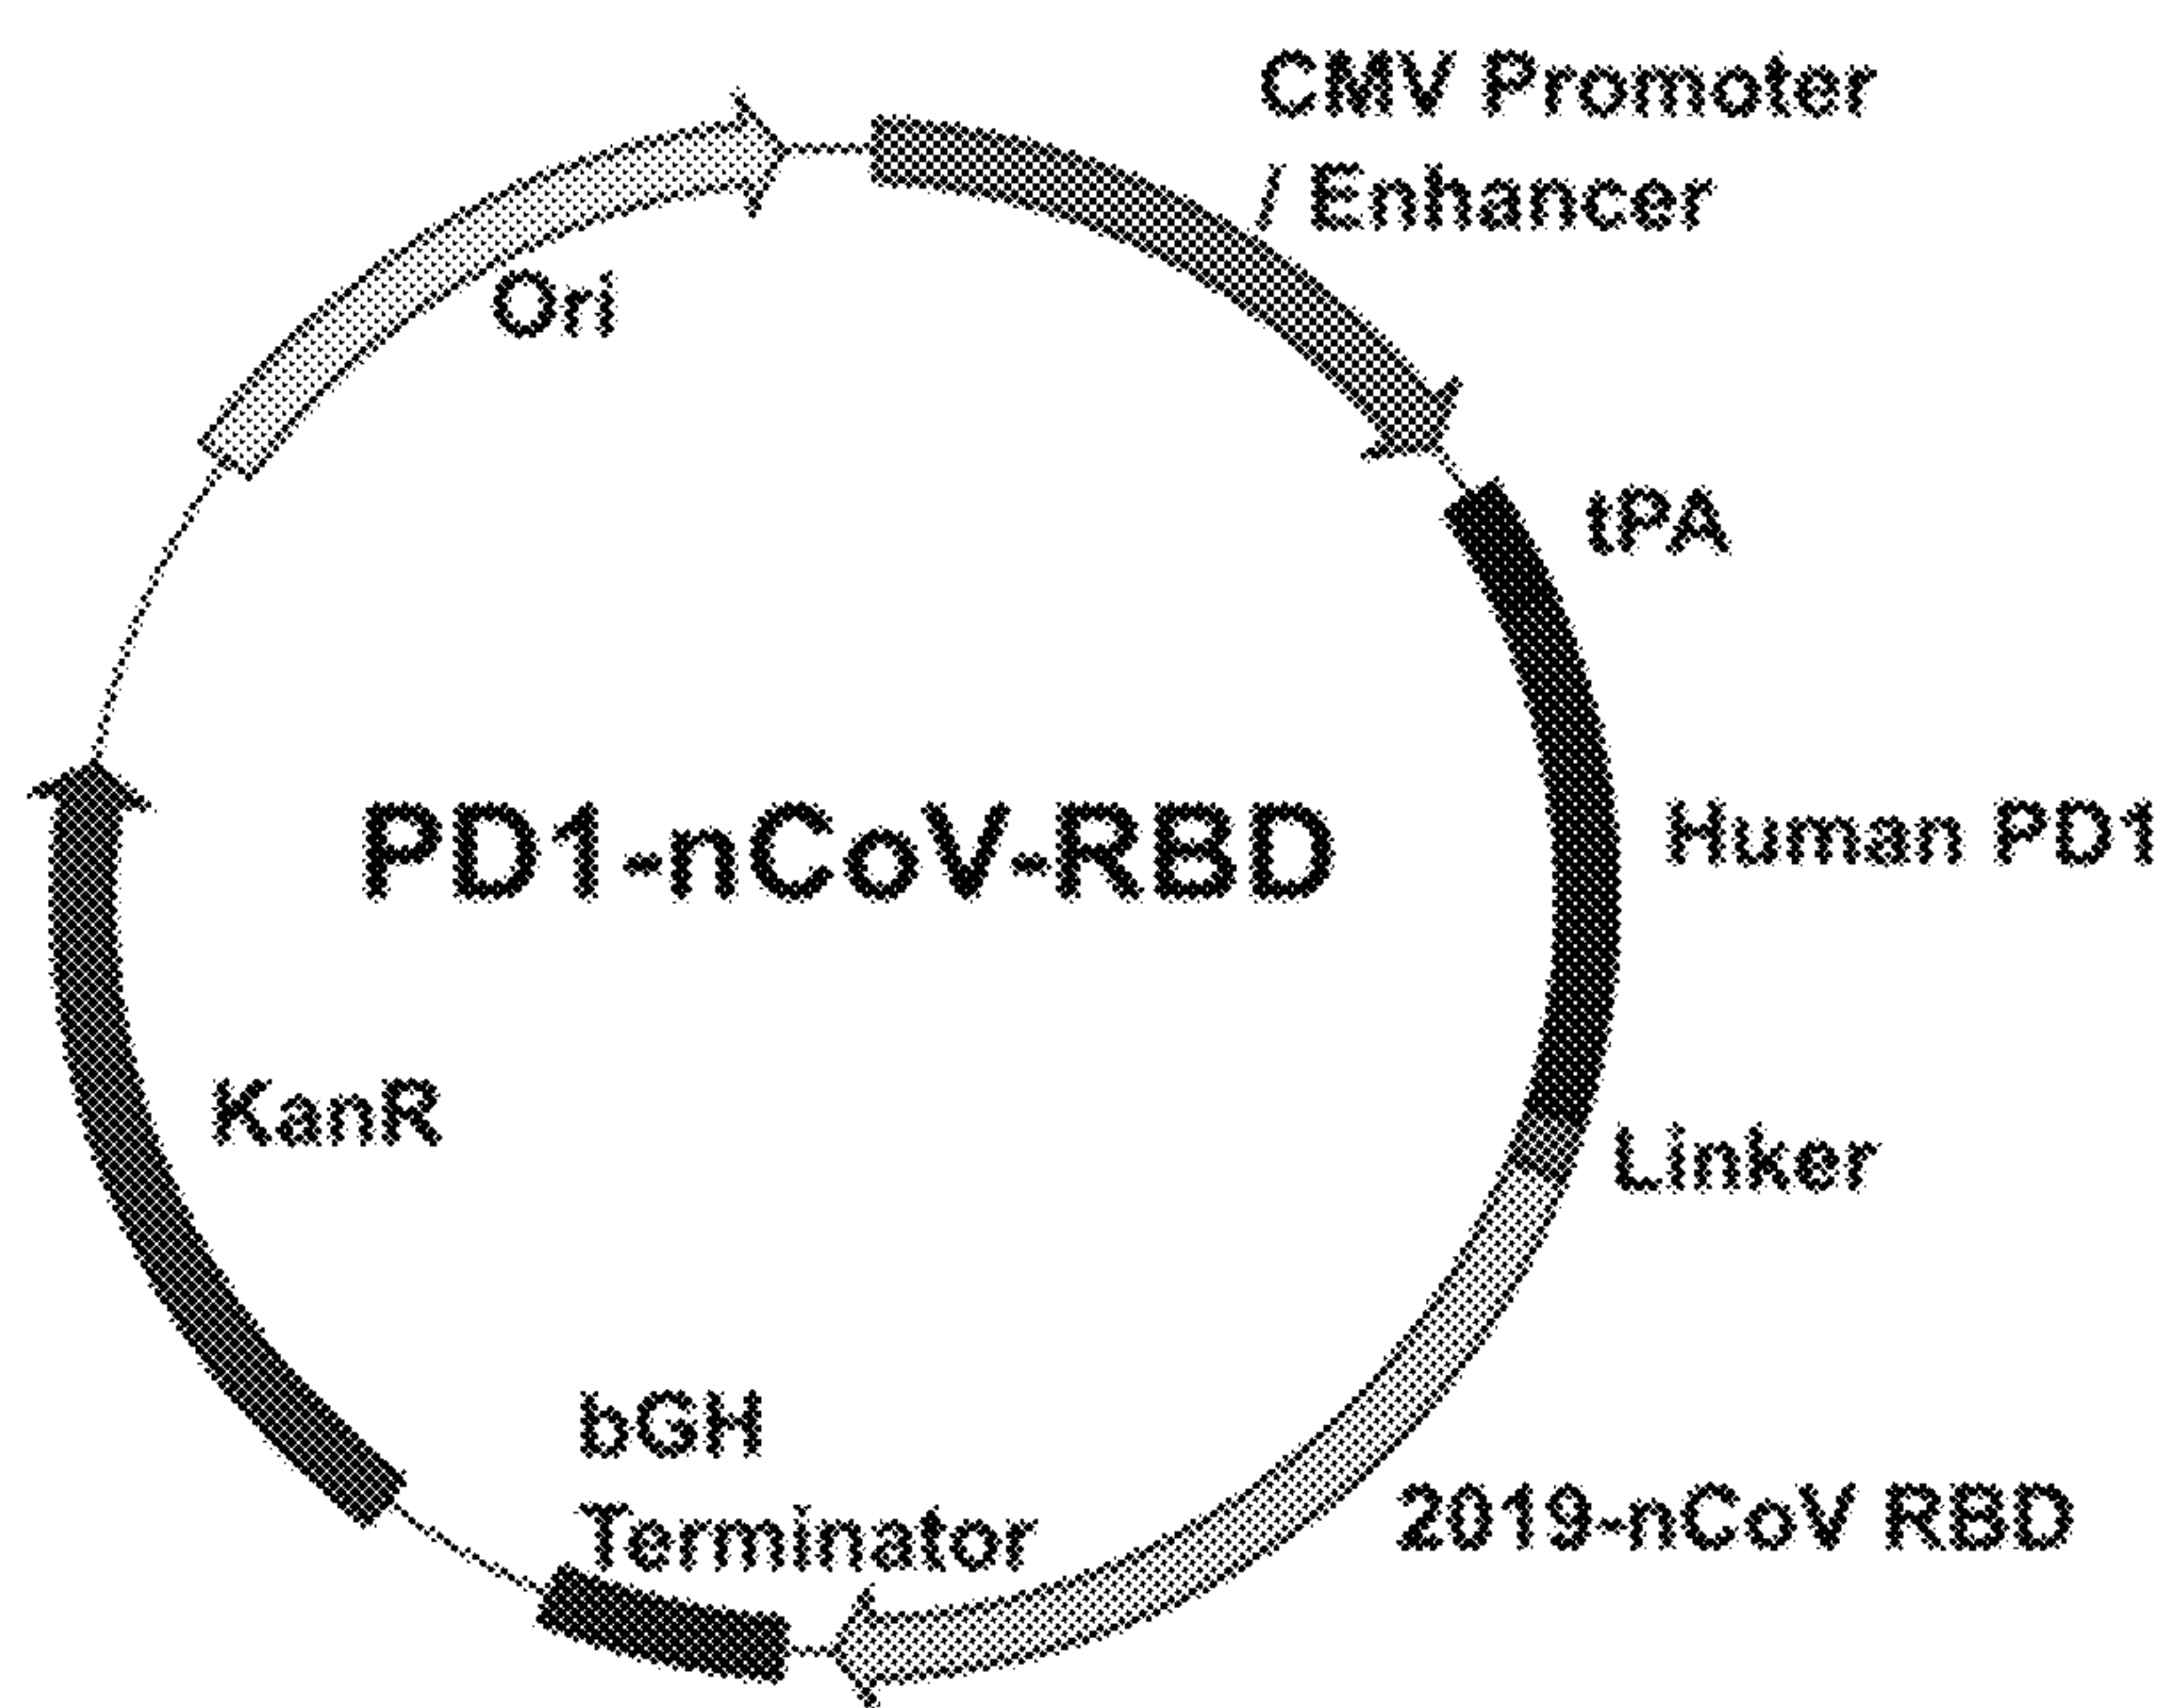 CMV Promoter
/ Enhancer
Ori
tPA
PD1-nCoV-RBD
Human PD1
KanR
Linker
bGH
Terminator
2019-nCoV RBD